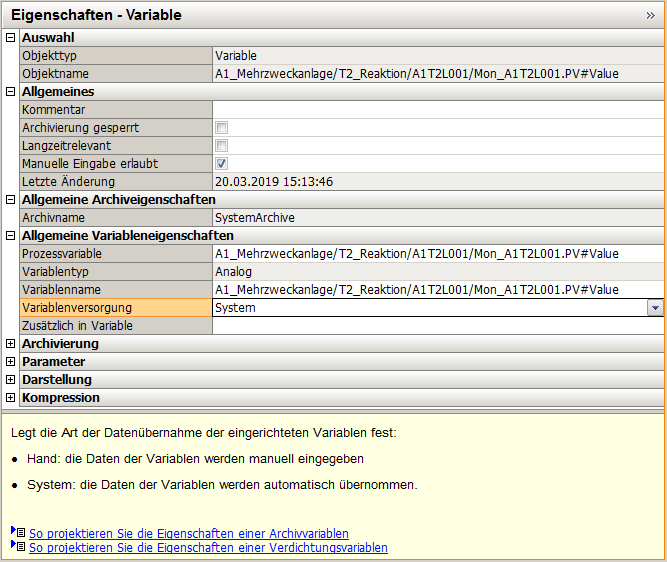 Eigenschaften - Variable »
Auswahl
Objekttyp Variable
Objektname A1_Mehrzweckanlage/T2_Reaktion/A1T2L001/Mon_A1T2L001.PV#Value
Allgemeines
Kommentar
Archivierung gesperrt
Langzeitrelevant
Manuelle Eingabe erlaubt
Letzte Änderung 20.03.2019 15:13:46
Allgemeine Archiveigenschaften
Archivname SystemArchive
Allgemeine Variableneigenschaften
Prozessvariable A1_Mehrzweckanlage/T2_Reaktion/A1T2L001/Mon_A1T2L001.PV#Value
Variablentyp Analog
Variablenname A1_Mehrzweckanlage/T2_Reaktion/A1T2L001/Mon_A1T2L001.PV#Value
Variablenversorgung System
Zusätzlich in Variable
Archivierung
Parameter
Darstellung
Kompression
Legt die Art der Datenübernahme der eingerichteten Variablen fest:
● Hand: die Daten der Variablen werden manuell eingegeben
● System: die Daten der Variablen werden automatisch übernommen.
So projektieren Sie die Eigenschaften einer Archivvariablen
So projektieren Sie die Eigenschaften einer Verdichtungsvariablen